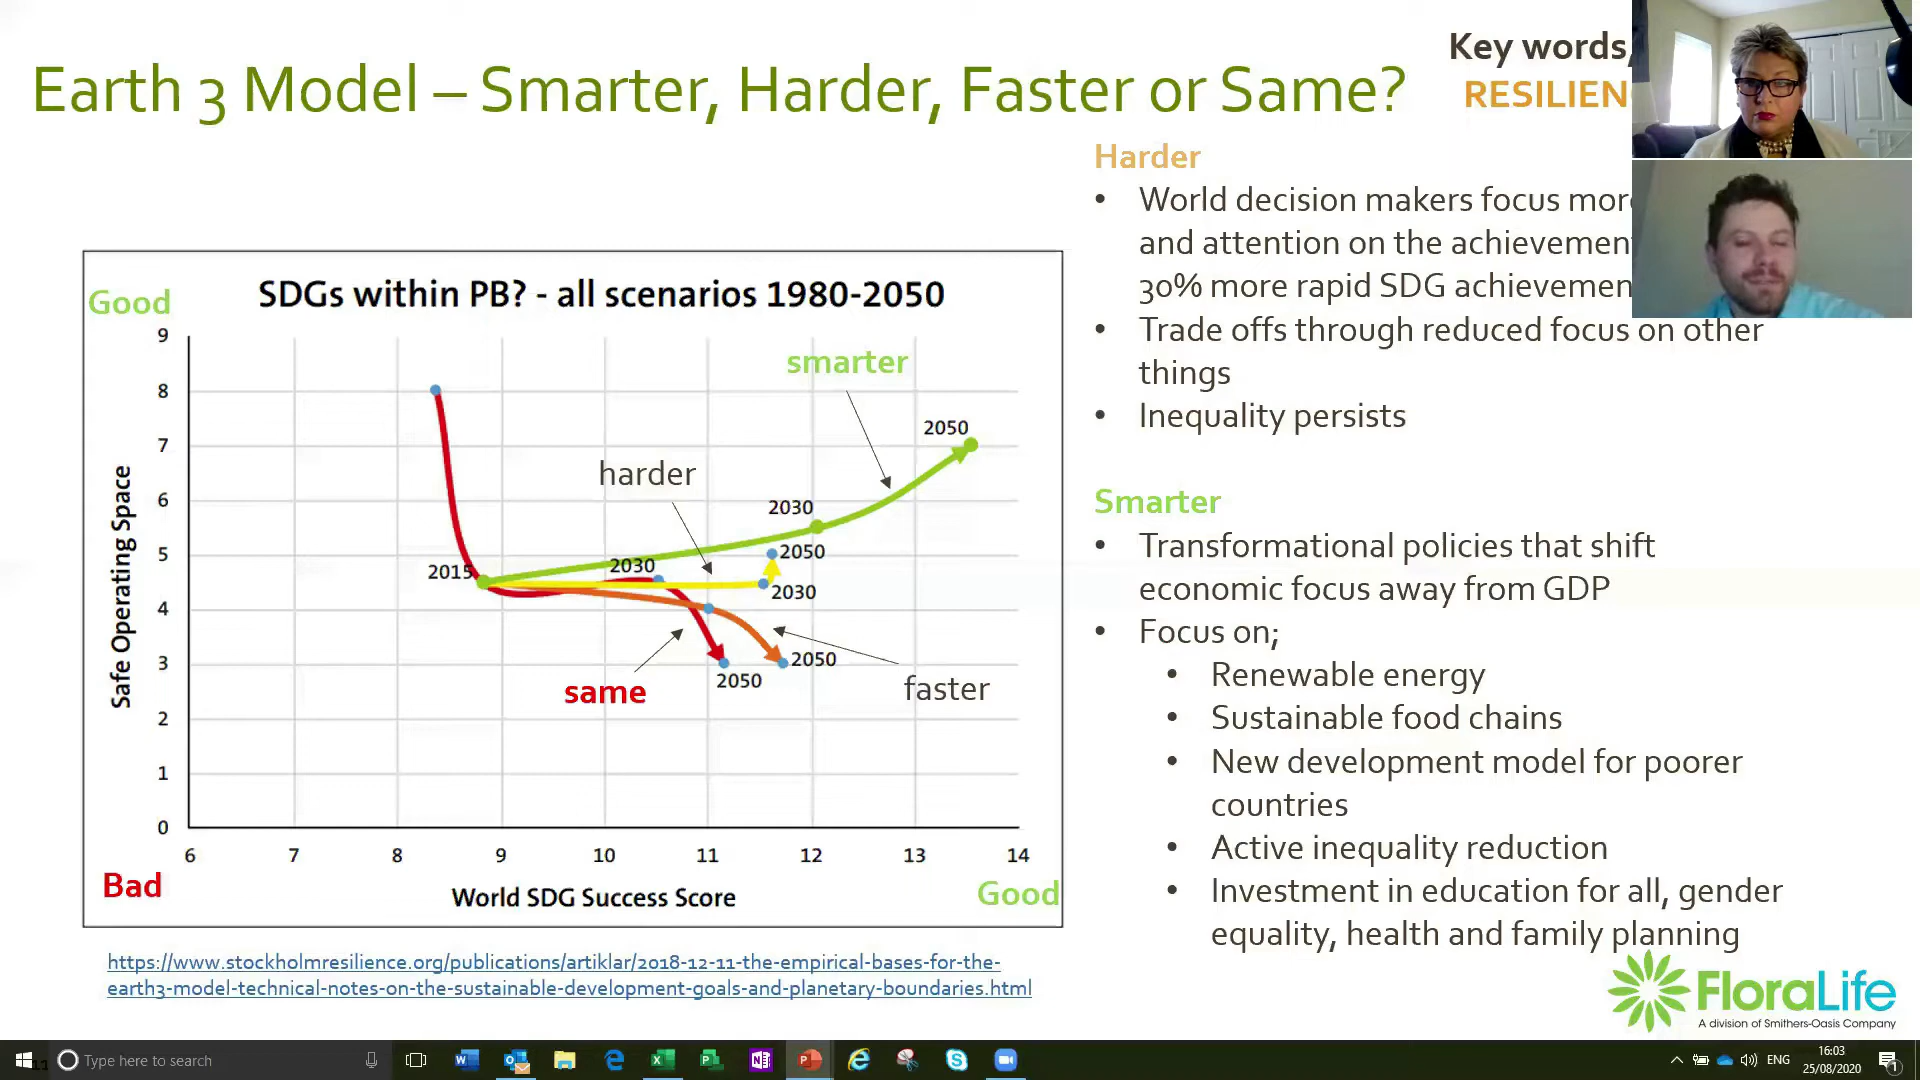 Earth 3 Model – Smarter, Harder, Faster or Same?
Key words,
Harder
• World decision makers focus
and attention on the
30% more rapid SDG
• Trade offs through reduced focus on other
things
• Inequality persists
Smarter
• Transformational policies that shift
economic focus away from GDP
• Focus on;
• Renewable energy
• Sustainable food chains
• New development model for poorer
countries
• Active inequality reduction
• Investment in education for all, gender
equality, health and family planning
SDGs within PB? - all scenarios 1980-2050
Good
9
8
7
6
5
4
3
2
1
0
Safe Operating Space
smarter
2050
harder
2030
2050
2015
2030
2030
2050
2050
same
faster
6 7 8 9 10 11 12 13 14
Bad
World SDG Success Score
Good
https://www.stockholmresilience.org/publications/artiklar/2018-12-11-the-empirical-bases-for-the-
earth3-model-technical-notes-on-the-sustainable-development-goals-and-planetary-boundaries.html
FloraLife
A division of Smithers-Oasis Company
Type here to search
ENG
16:03
25/08/2020